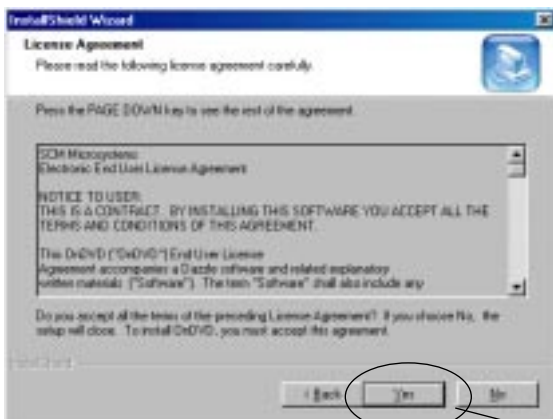 InstallShield Wizard
License Agreement
Please read the following license agreement carefully.
Press the PAGE DOWN key to see the rest of the agreement.
SCM Microsystems
Electronic End User License Agreement
NOTICE TO USER:
THIS IS A CONTRACT. BY INSTALLING THIS SOFTWARE YOU ACCEPT ALL THE
TERMS AND CONDITIONS OF THIS AGREEMENT.
This OnDVD ("OnDVD") End User License
Agreement accompanies a Dazzle software and related explanatory
written materials ("Software"). The term "Software" shall also include any
Do you accept all the terms of the preceding License Agreement? If you choose No, the
setup will close. To install OnDVD, you must accept this agreement.
InstallShield
< Back
Yes
No